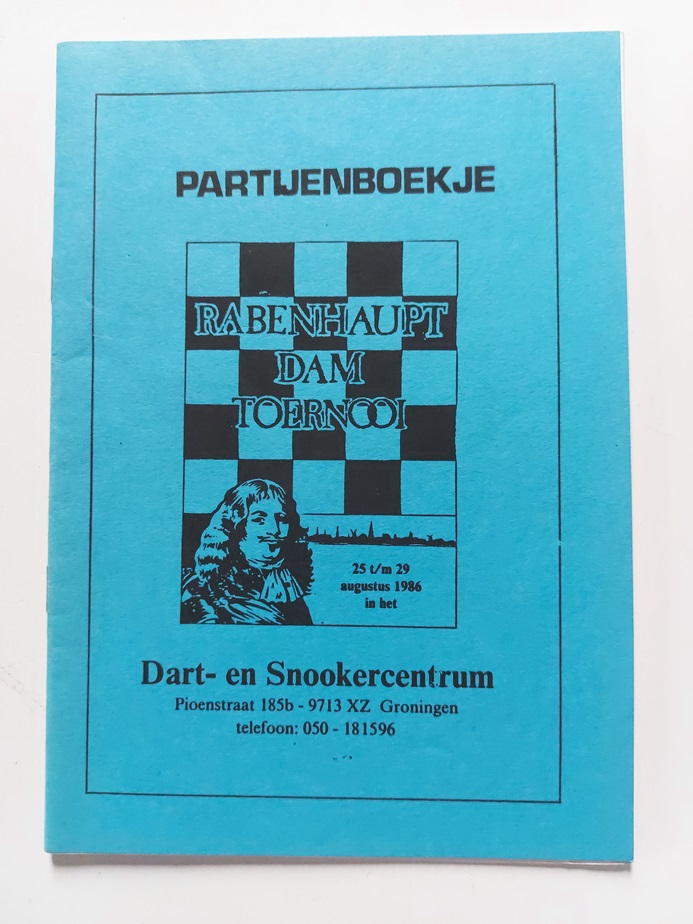 PARTIJENBOEKJE
RABENHAUPT
DAM
TOERNOOI
25 t/m 29
augustus 1986
in het
Dart- en Snookercentrum
Pioenstraat 185b - 9713 XZ Groningen
telefoon: 050 - 181596